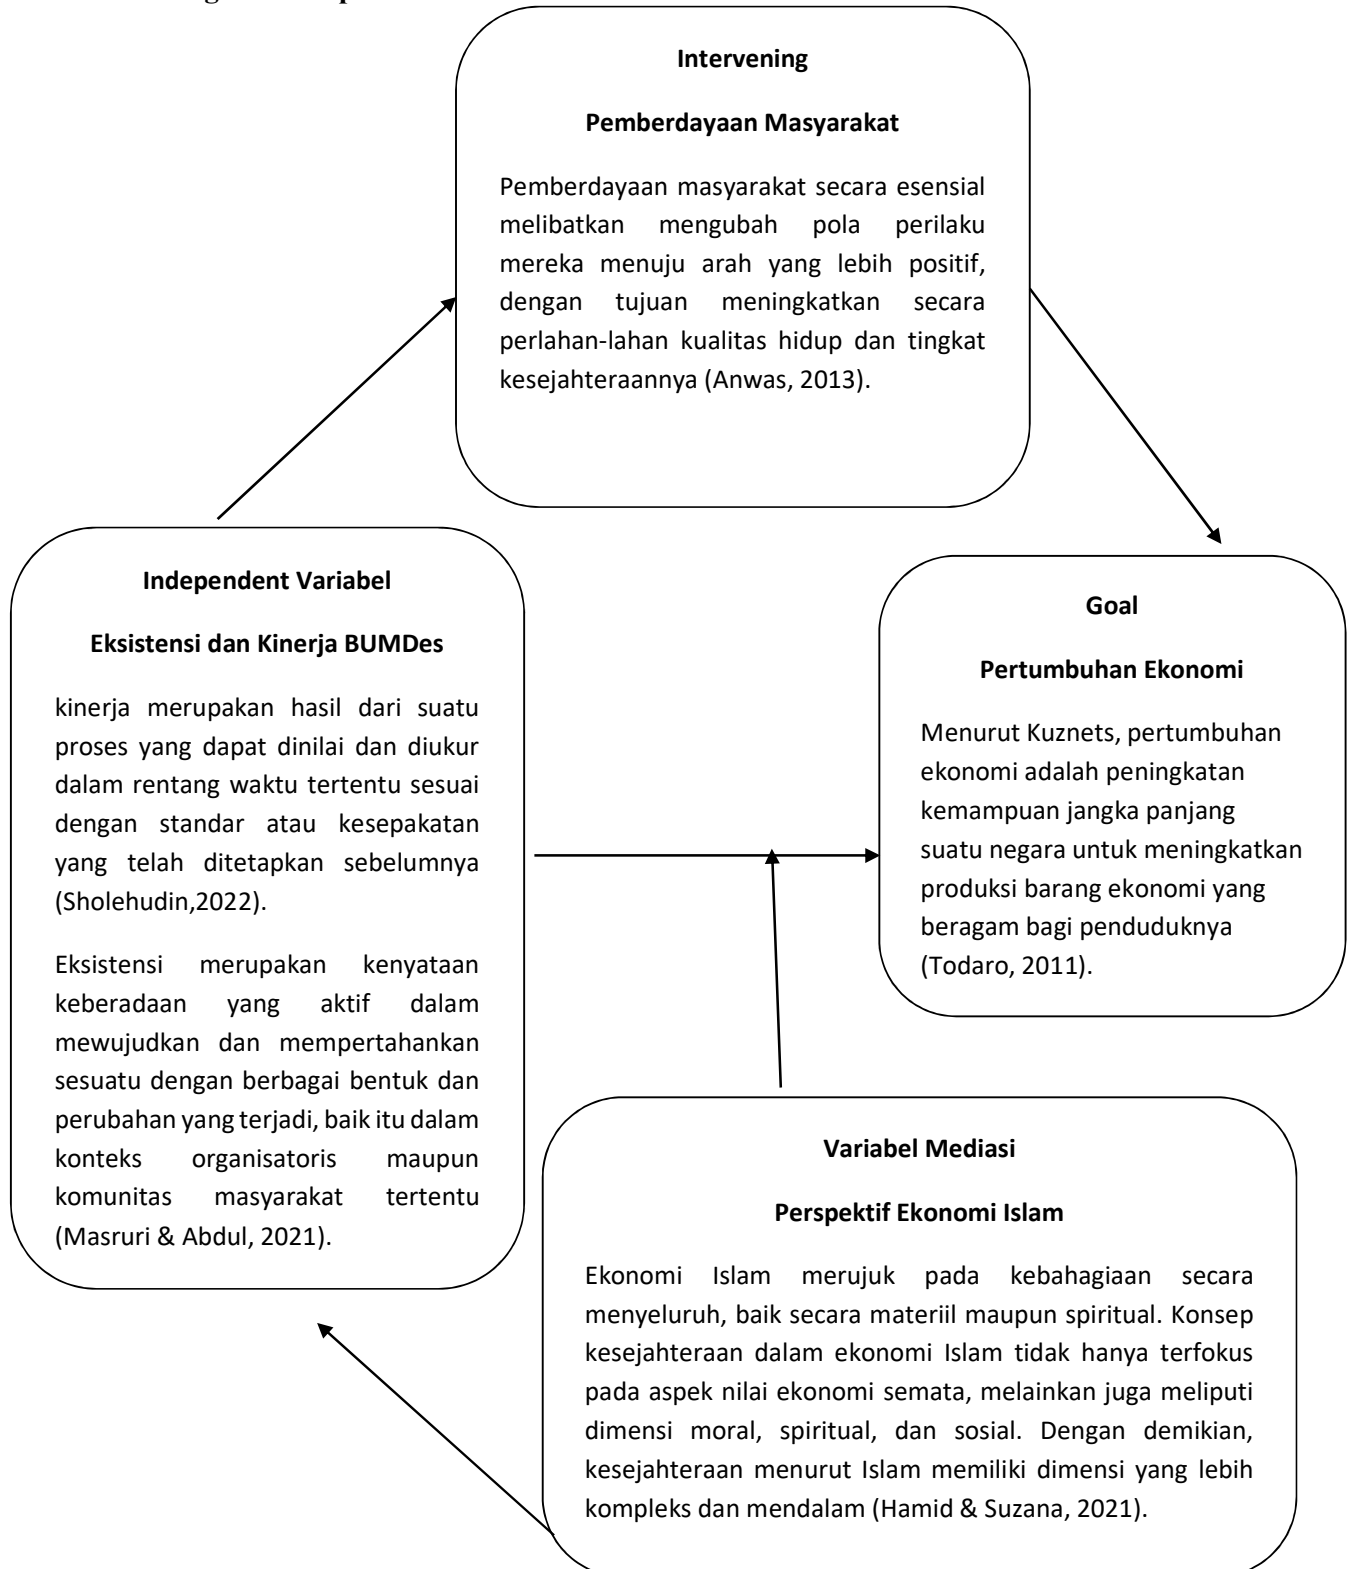 Intervening
Pemberdayaan Masyarakat
Pemberdayaan masyarakat secara esensial
melibatkan mengubah pola perilaku
mereka menuju arah yang lebih positif,
dengan tujuan meningkatkan secara
perlahan-lahan kualitas hidup dan tingkat
kesejahteraannya (Anwas, 2013).
Independent Variabel
Eksistensi dan Kinerja BUMDes
kinerja merupakan hasil dari suatu
proses yang dapat dinilai dan diukur
dalam rentang waktu tertentu sesuai
dengan standar atau kesepakatan
yang telah ditetapkan sebelumnya
(Sholehudin,2022).
Eksistensi merupakan kenyataan
keberadaan yang aktif dalam
mewujudkan dan mempertahankan
sesuatu dengan berbagai bentuk dan
perubahan yang terjadi, baik itu dalam
konteks organisatoris maupun
komunitas masyarakat tertentu
(Masruri & Abdul, 2021).
Goal
Pertumbuhan Ekonomi
Menurut Kuznets, pertumbuhan
ekonomi adalah peningkatan
kemampuan jangka panjang
suatu negara untuk meningkatkan
produksi barang ekonomi yang
beragam bagi penduduknya
(Todaro, 2011).
Variabel Mediasi
Perspektif Ekonomi Islam
Ekonomi Islam merujuk pada kebahagiaan secara
menyeluruh, baik secara materiil maupun spiritual. Konsep
kesejahteraan dalam ekonomi Islam tidak hanya terfokus
pada aspek nilai ekonomi semata, melainkan juga meliputi
dimensi moral, spiritual, dan sosial. Dengan demikian,
kesejahteraan menurut Islam memiliki dimensi yang lebih
kompleks dan mendalam (Hamid & Suzana, 2021).